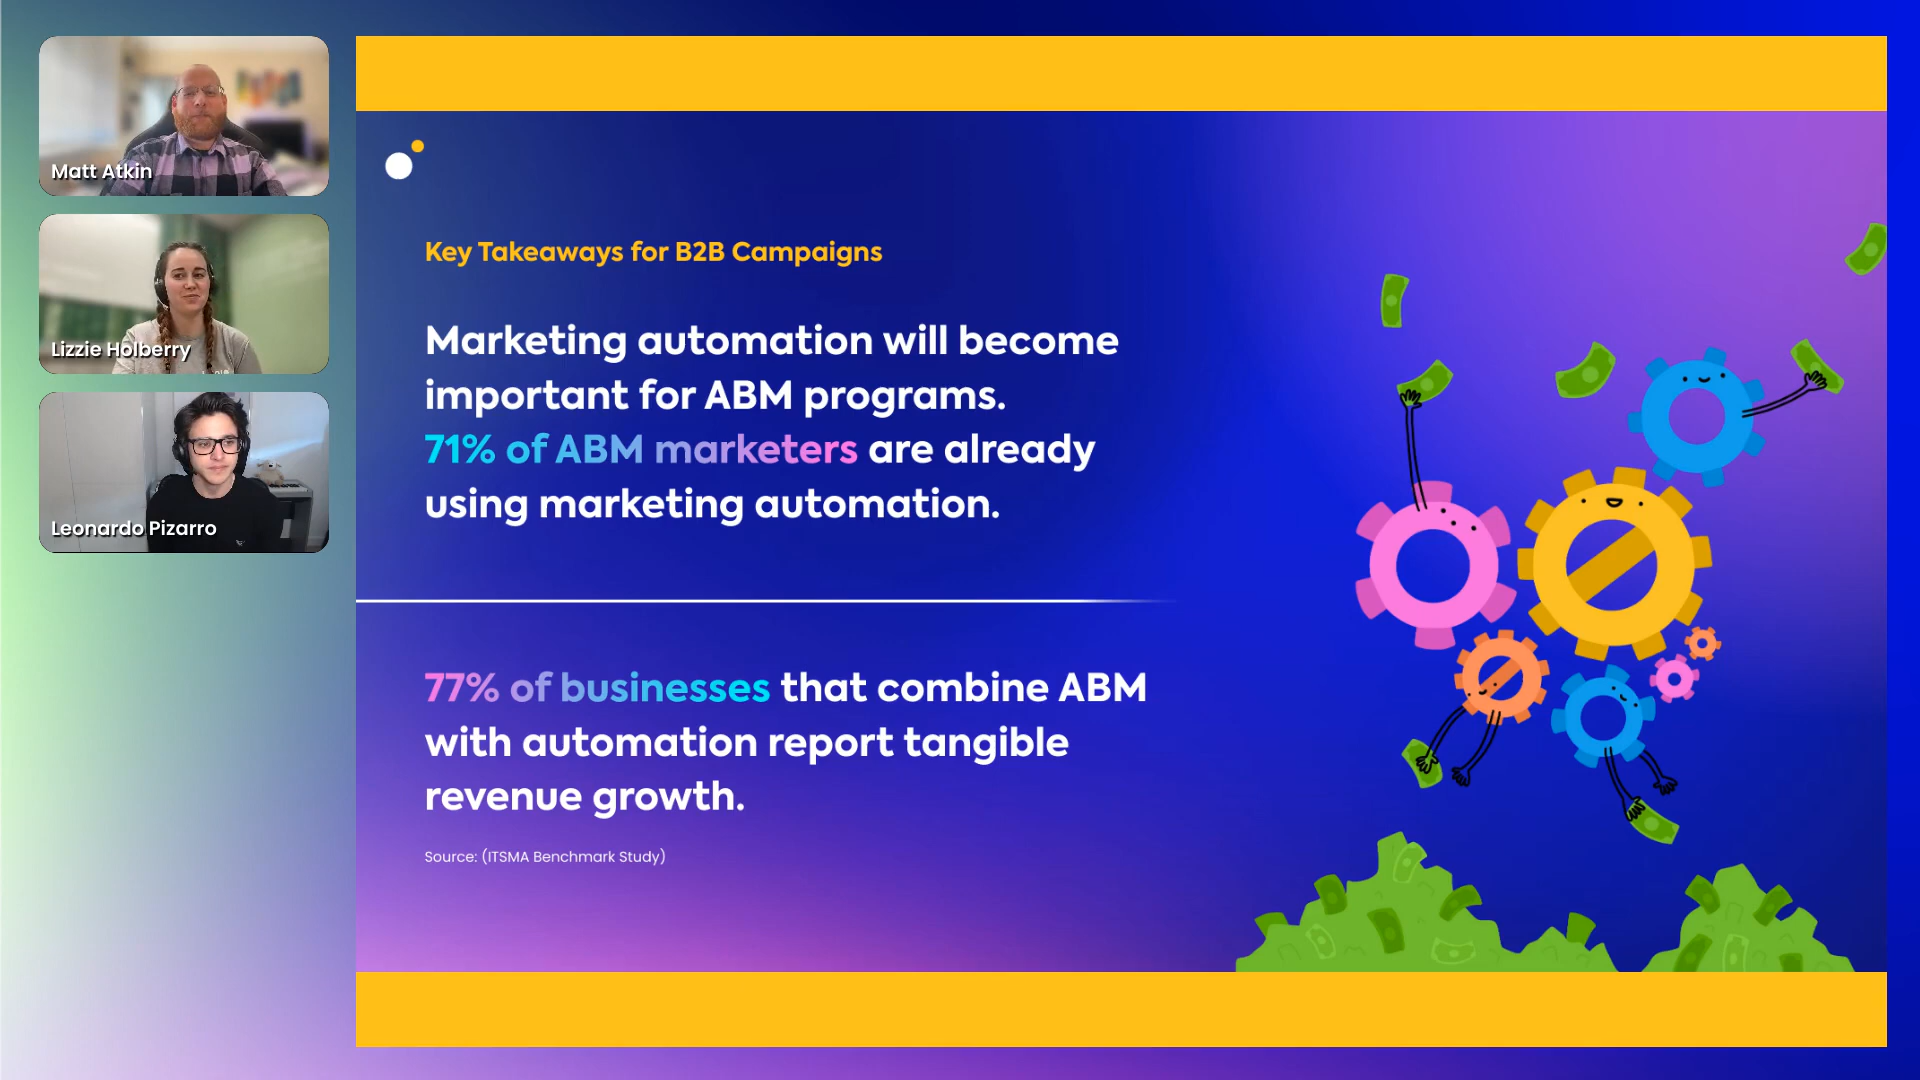 Matt Atkin
Lizzie Holberry
Leonardo Pizarro
Key Takeaways for B2B Campaigns
Marketing automation will become
important for ABM programs.
71% of ABM marketers are already
using marketing automation.
77% of businesses that combine ABM
with automation report tangible
revenue growth.
Source: (ITSMA Benchmark Study)